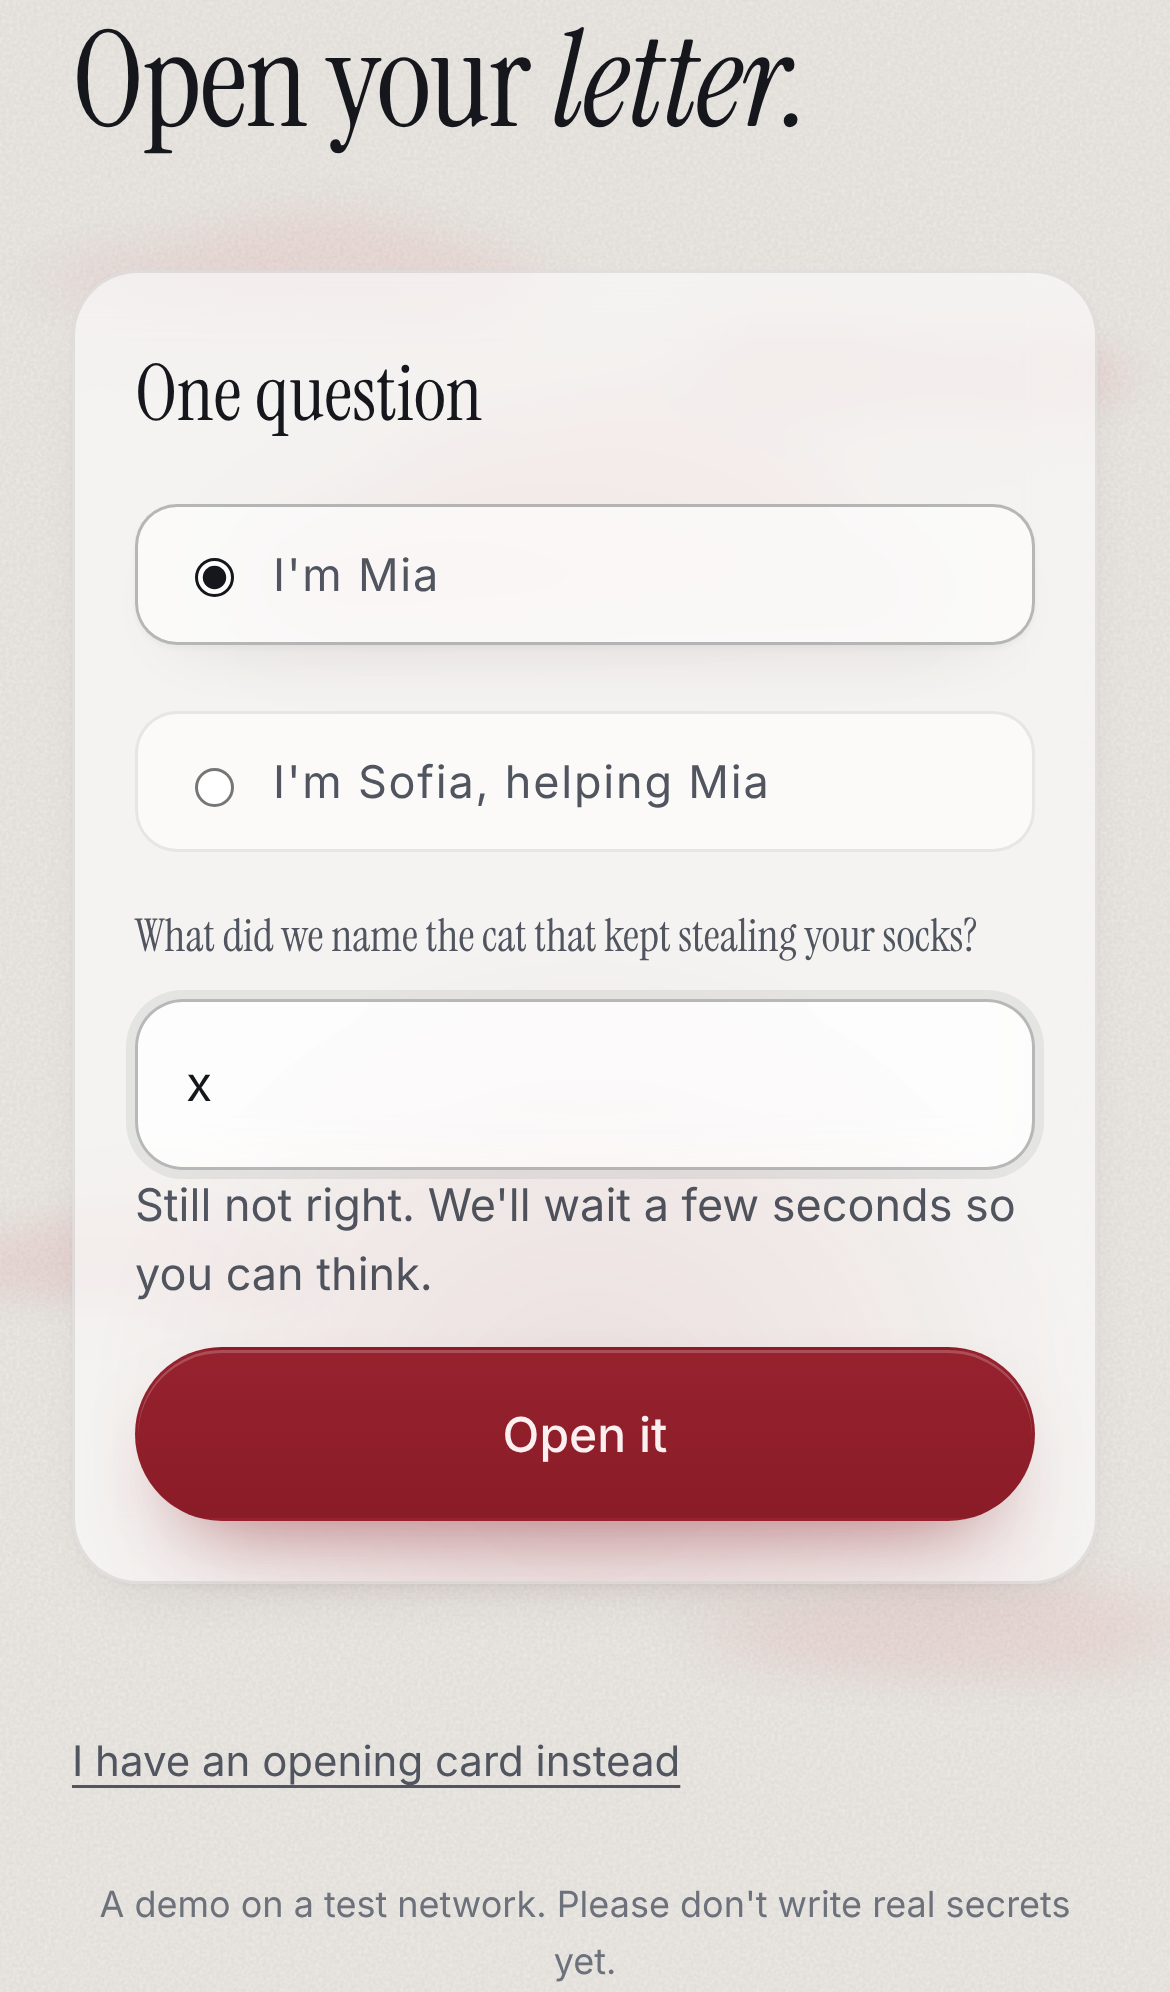 Open your letter.
One question
I'm Mia
I'm Sofia, helping Mia
What did we name the cat that kept stealing your socks?
x
Still not right. We'll wait a few seconds so
you can think.
Open it
I have an opening card instead
A demo on a test network. Please don't write real secrets
yet.